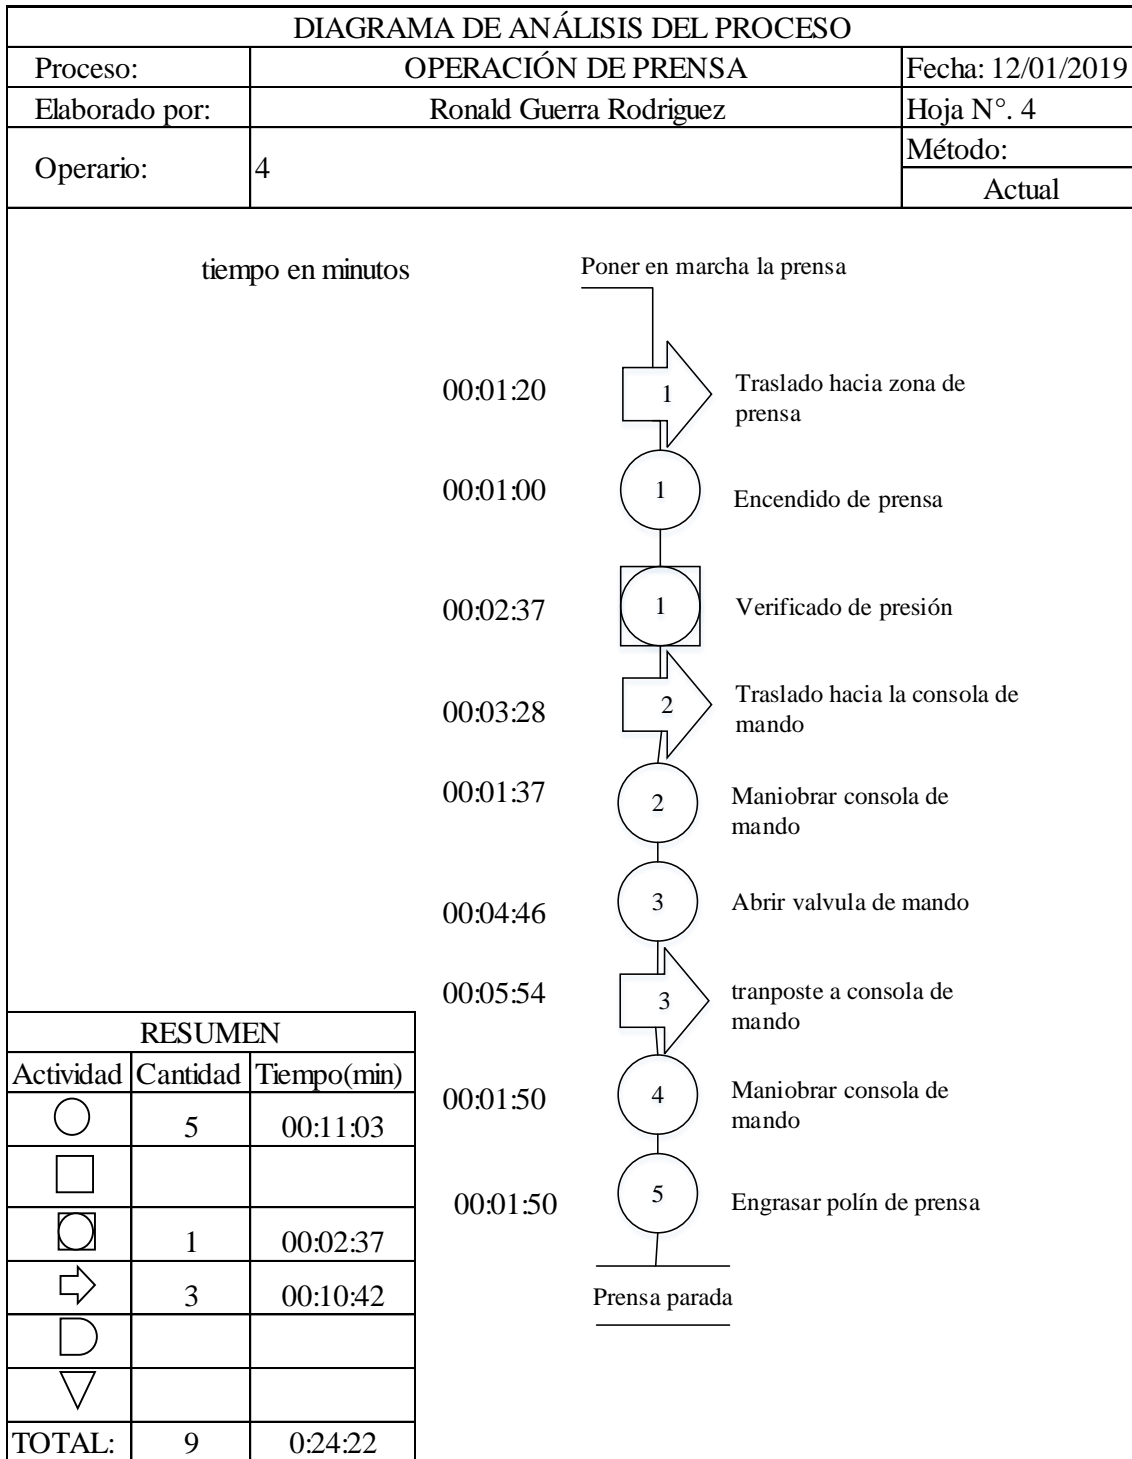 DIAGRAMA DE ANÁLISIS DEL PROCESO
Proceso: OPERACIÓN DE PRENSA Fecha: 12/01/2019
Elaborado por: Ronald Guerra Rodriguez Hoja N°. 4
Operario: 4 Método:
Actual
tiempo en minutos Poner en marcha la prensa
00:01:20 1 Traslado hacia zona de
prensa
00:01:00 1 Encendido de prensa
00:02:37 1 Verificado de presión
00:03:28 2 Traslado hacia la consola de
mando
00:01:37 2 Maniobrar consola de
mando
00:04:46 3 Abrir valvula de mando
00:05:54 3 tranposte a consola de
mando
00:01:50 4 Maniobrar consola de
mando
00:01:50 5 Engrasar polín de prensa
Prensa parada
RESUMEN
Actividad Cantidad Tiempo(min)
5 00:11:03
1 00:02:37
3 00:10:42
TOTAL: 9 0:24:22